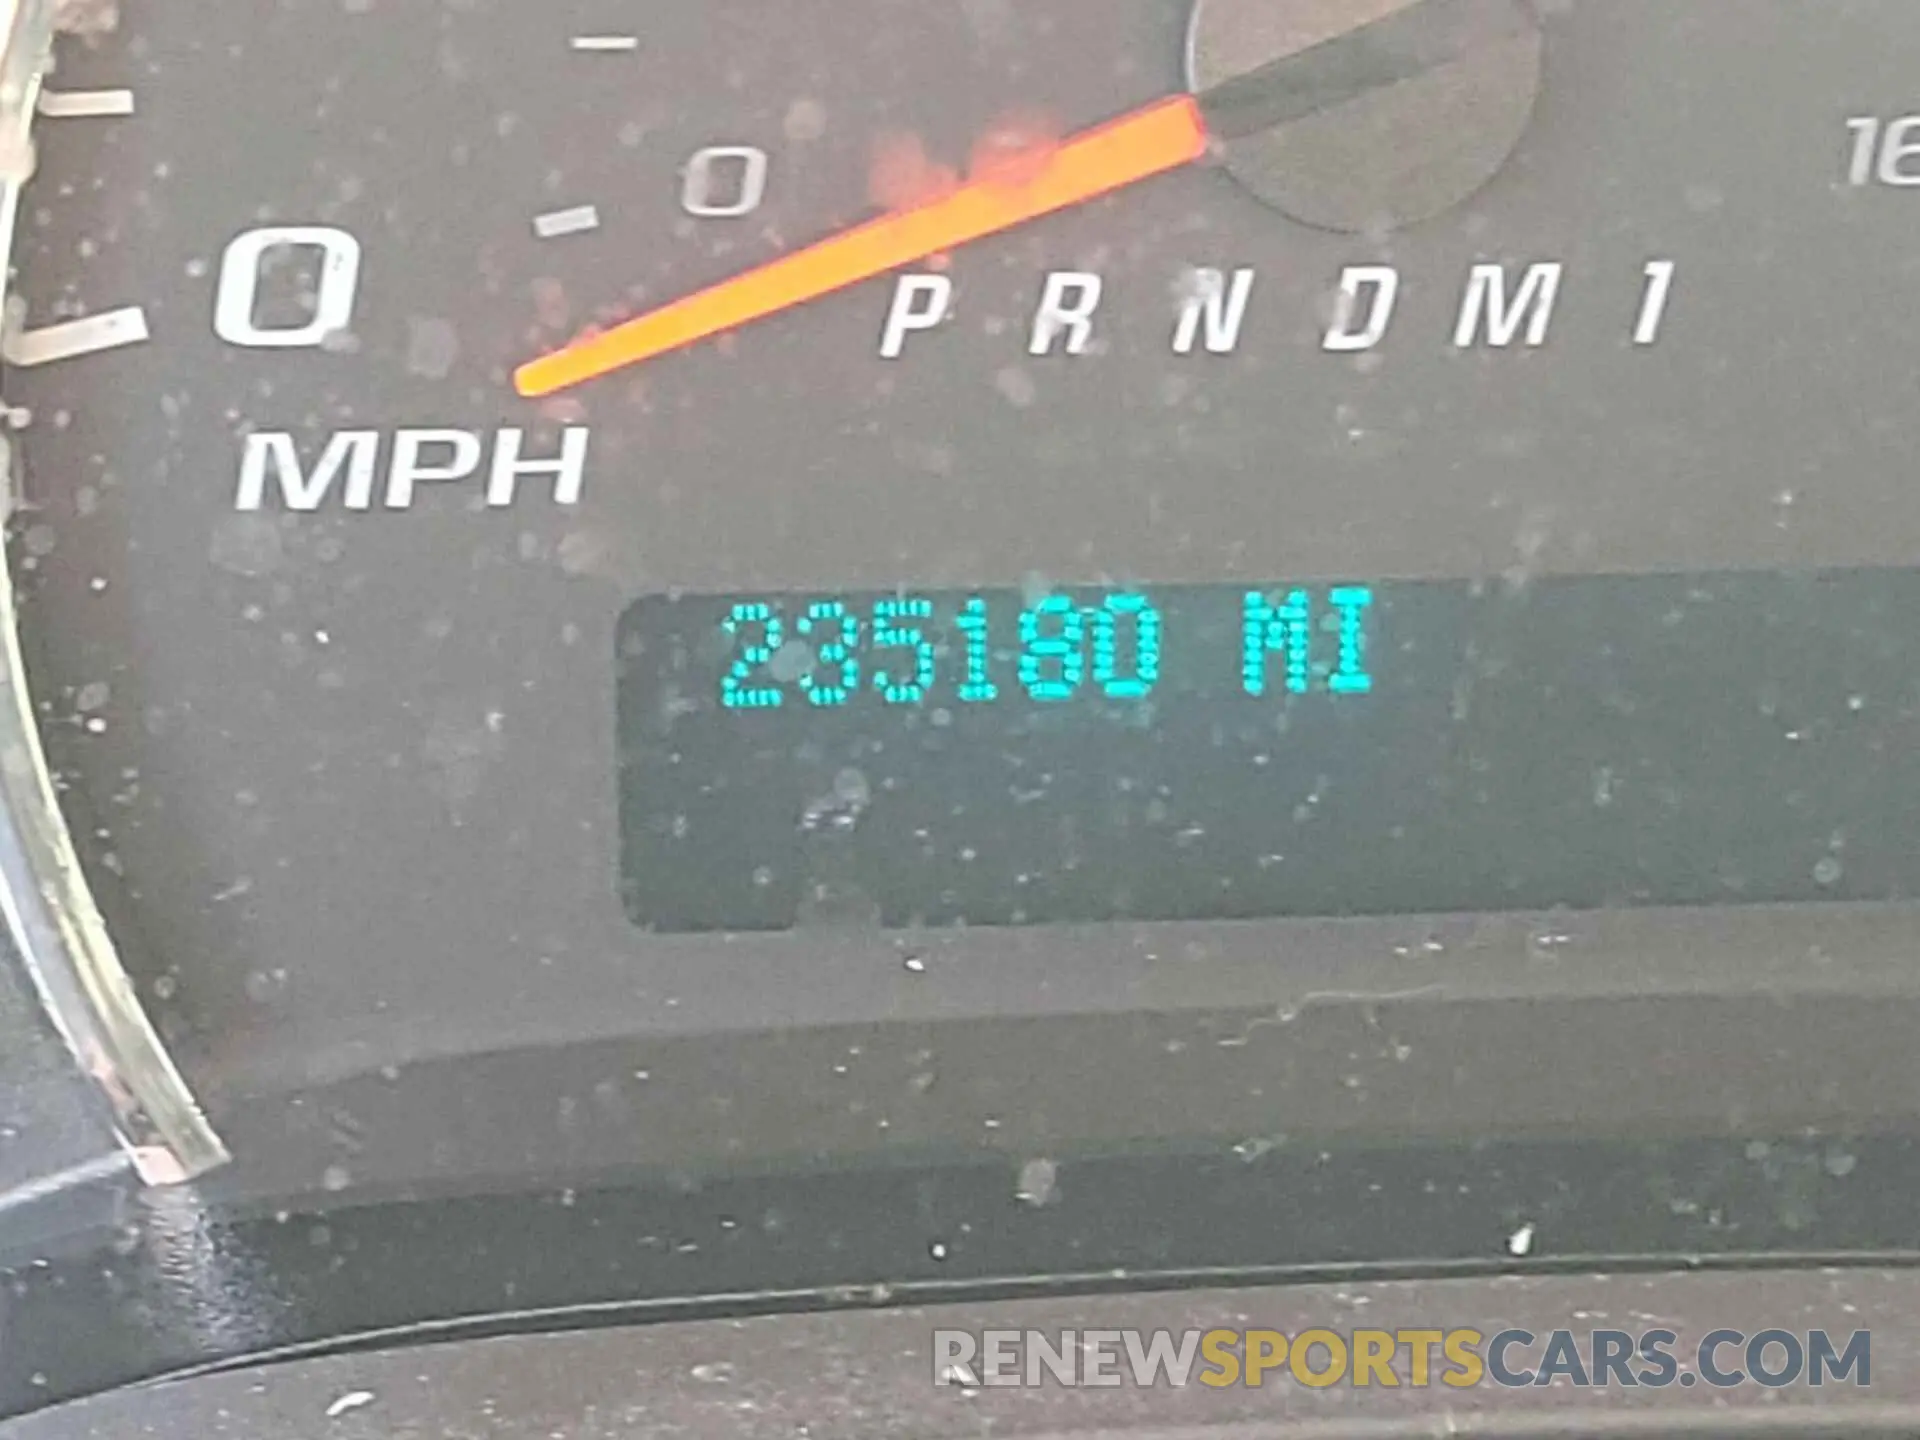 0
16
0
P R N D M 1
MPH
235180 MI
RENEWSPORTSCARS.COM